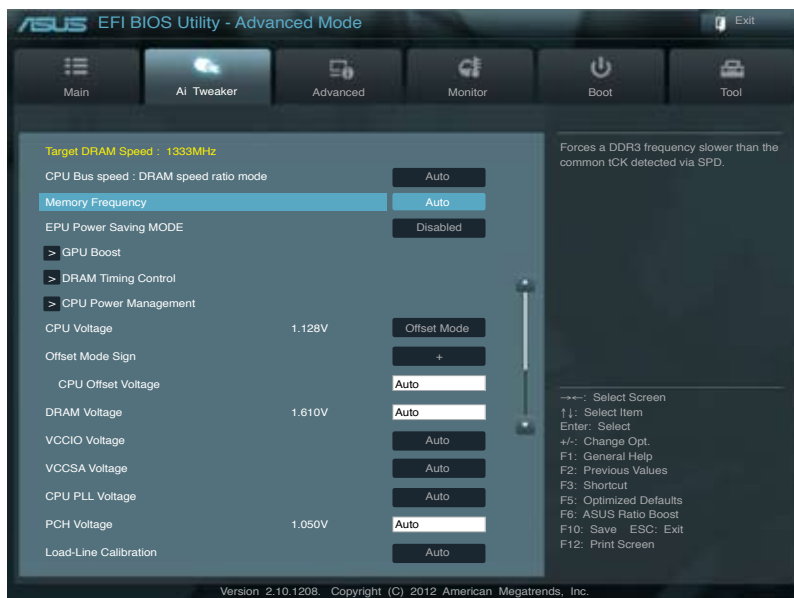 ASUS EFI BIOS Utility - Advanced Mode
Exit
Main
Ai Tweaker
Advanced
Monitor
Boot
Tool
Target DRAM Speed : 1333MHz
CPU Bus speed : DRAM speed ratio mode Auto
Memory Frequency Auto
EPU Power Saving MODE Disabled
> GPU Boost
> DRAM Timing Control
> CPU Power Management
CPU Voltage 1.128V Offset Mode
Offset Mode Sign +
CPU Offset Voltage Auto
DRAM Voltage 1.610V Auto
VCCIO Voltage Auto
VCCSA Voltage Auto
CPU PLL Voltage Auto
PCH Voltage 1.050V Auto
Load-Line Calibration Auto
Forces a DDR3 frequency slower than the
common tCK detected via SPD.
→←: Select Screen
↑↓: Select Item
Enter: Select
+/-: Change Opt.
F1: General Help
F2: Previous Values
F3: Shortcut
F5: Optimized Defaults
F6: ASUS Ratio Boost
F10: Save ESC: Exit
F12: Print Screen
Version 2.10.1208. Copyright (C) 2012 American Megatrends, Inc.